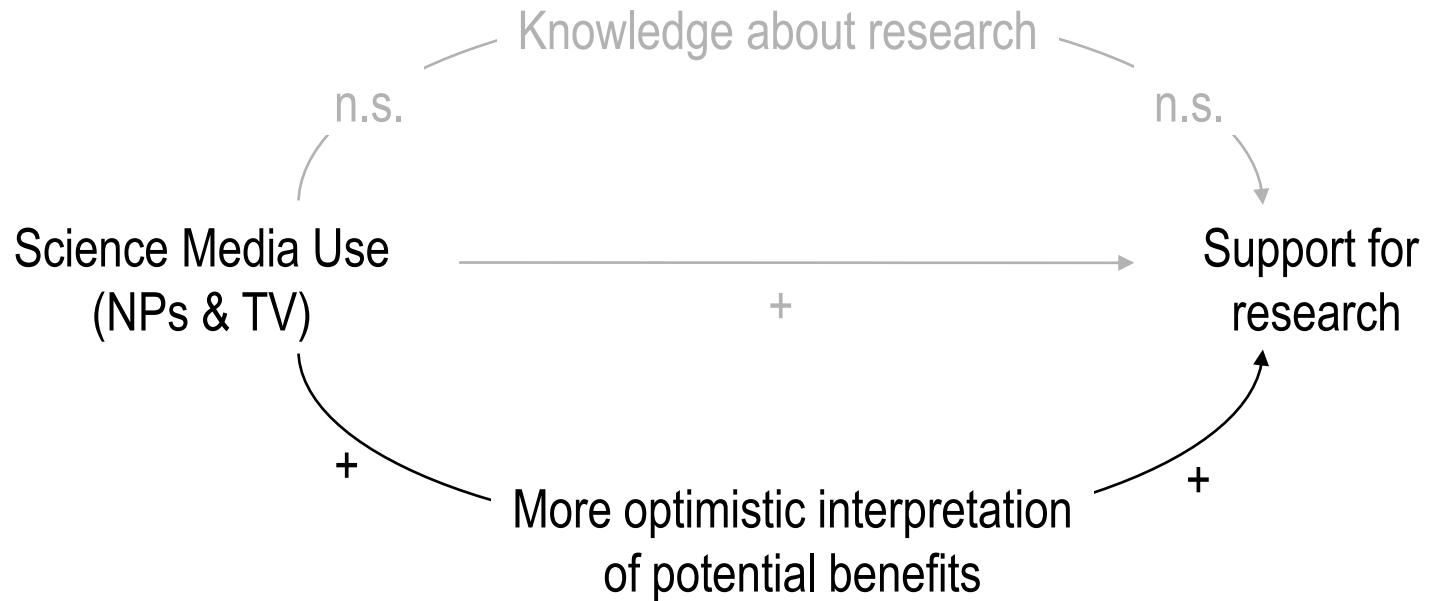 Knowledge about research
n.s.
n.s.
Science Media Use
(NPs & TV)
+
Support for
research
+
+
More optimistic interpretation
of potential benefits